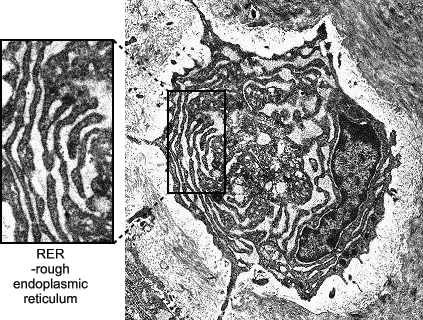 RER
-rough
endoplasmic
reticulum